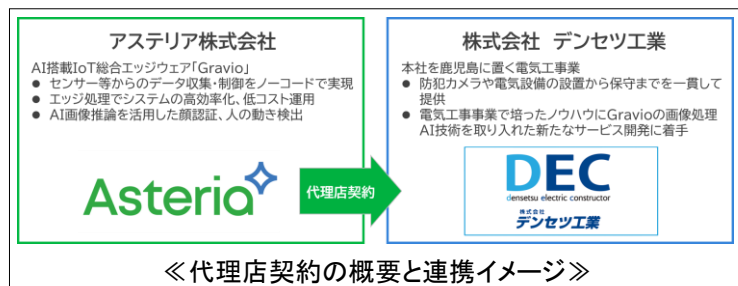 アステリア株式会社
AI搭載IoT総合エッジウェア「Gravio」
● センサー等からのデータ収集・制御をノーコードで実現
● エッジ処理でシステムの高効率化、低コスト運用
● AI画像推論を活用した顔認証、人の動き検出
Asteria
代理店契約
株式会社 デンセツ工業
本社を鹿児島に置く電気工事業
● 防犯カメラや電気設備の設置から保守までを一貫して
提供
● 電気工事事業で培ったノウハウにGravioの画像処理
AI技術を取り入れた新たなサービス開発に着手
DEC
densetsu electric constructor
株式会社
デンセツ工業
≪代理店契約の概要と連携イメージ≫